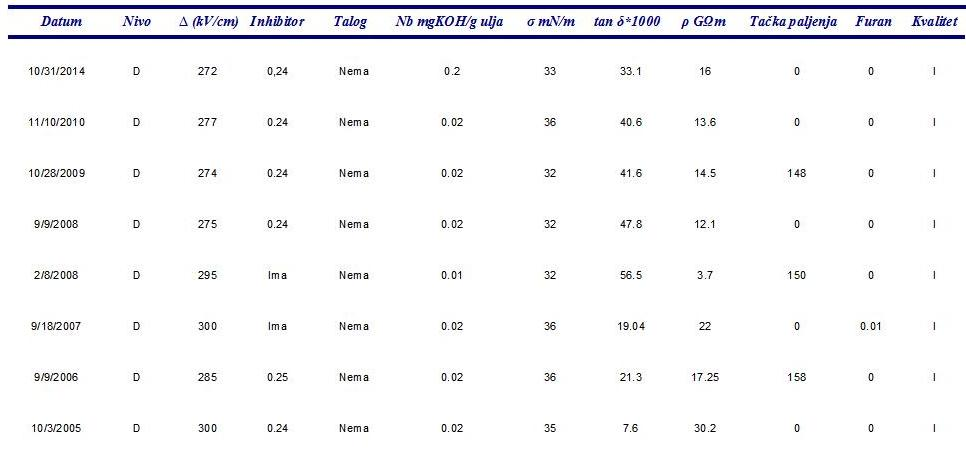 Datum Nivo Δ (kV/cm) Inhibitor Talog Nb mgKOH/g ulja σ mN/m tan δ*1000 ρ GΩm Tačka paljenja Furan Kvalitet
10/31/2014 D 272 0,24 Nema 0.2 33 33.1 16 0 0 I
11/10/2010 D 277 0.24 Nema 0.02 36 40.6 13.6 0 0 I
10/28/2009 D 274 0.24 Nema 0.02 32 41.6 14.5 148 0 I
9/9/2008 D 275 0.24 Nema 0.02 32 47.8 12.1 0 0 I
2/8/2008 D 295 Ima Nema 0.01 32 56.5 3.7 150 0 I
9/18/2007 D 300 Ima Nema 0.02 36 19.04 22 0 0.01 I
9/9/2006 D 285 0.25 Nema 0.02 36 21.3 17.25 158 0 I
10/3/2005 D 300 0.24 Nema 0.02 35 7.6 30.2 0 0 I